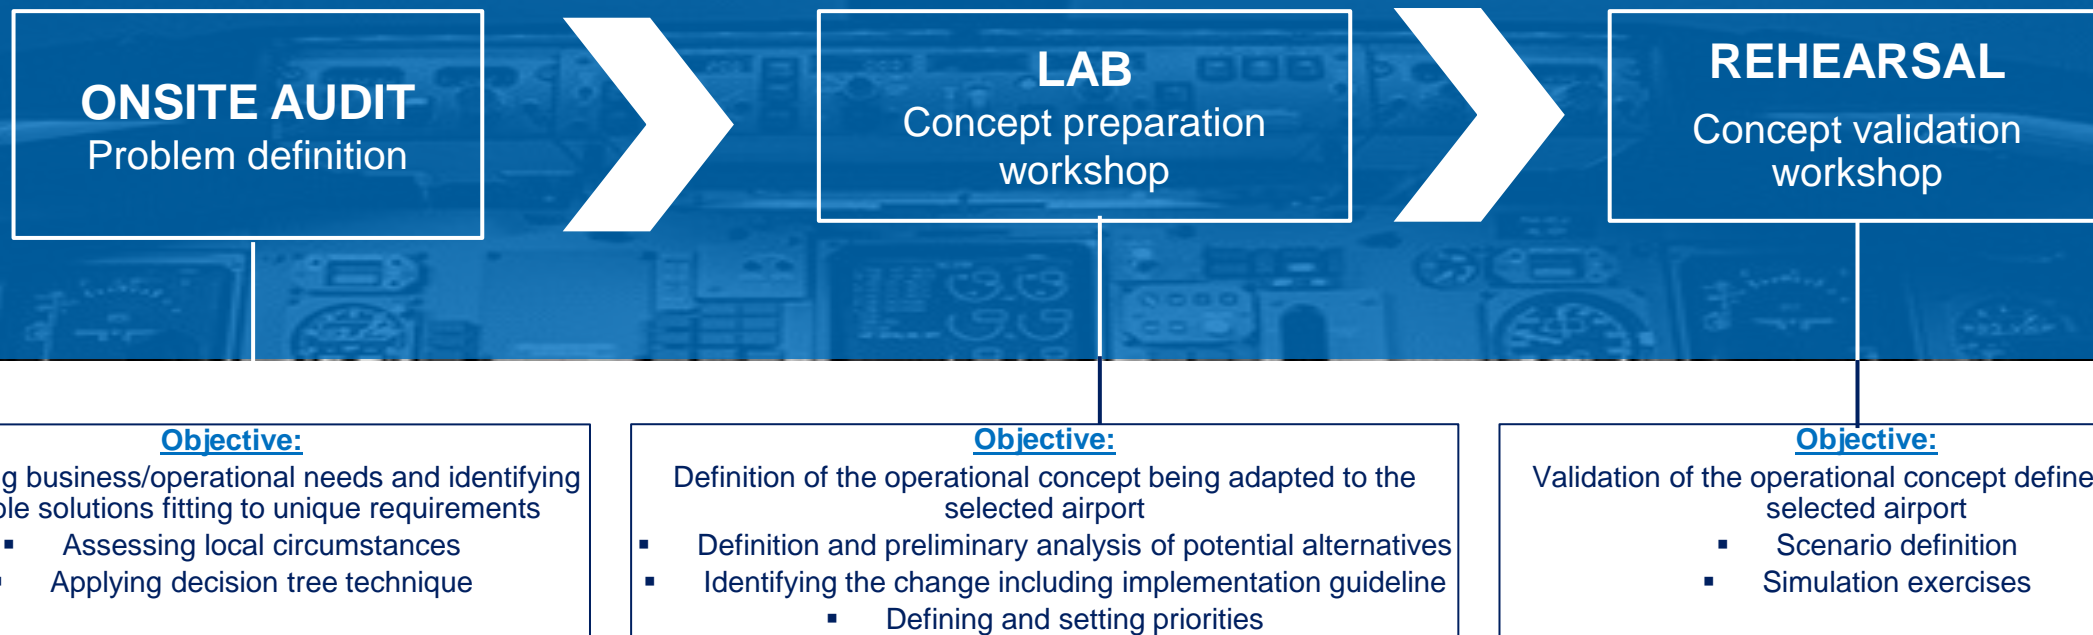 ONSITE AUDIT
Problem definition
LAB
Concept preparation
workshop
REHEARSAL
Concept validation
workshop
Objective:
business/operational needs and identifying
solutions fitting to unique requirements
▪ Assessing local circumstances
▪ Applying decision tree technique
Objective:
Definition of the operational concept being adapted to the
selected airport
▪ Definition and preliminary analysis of potential alternatives
▪ Identifying the change including implementation guideline
▪ Defining and setting priorities
Objective:
Validation of the operational concept define
selected airport
▪ Scenario definition
▪ Simulation exercises